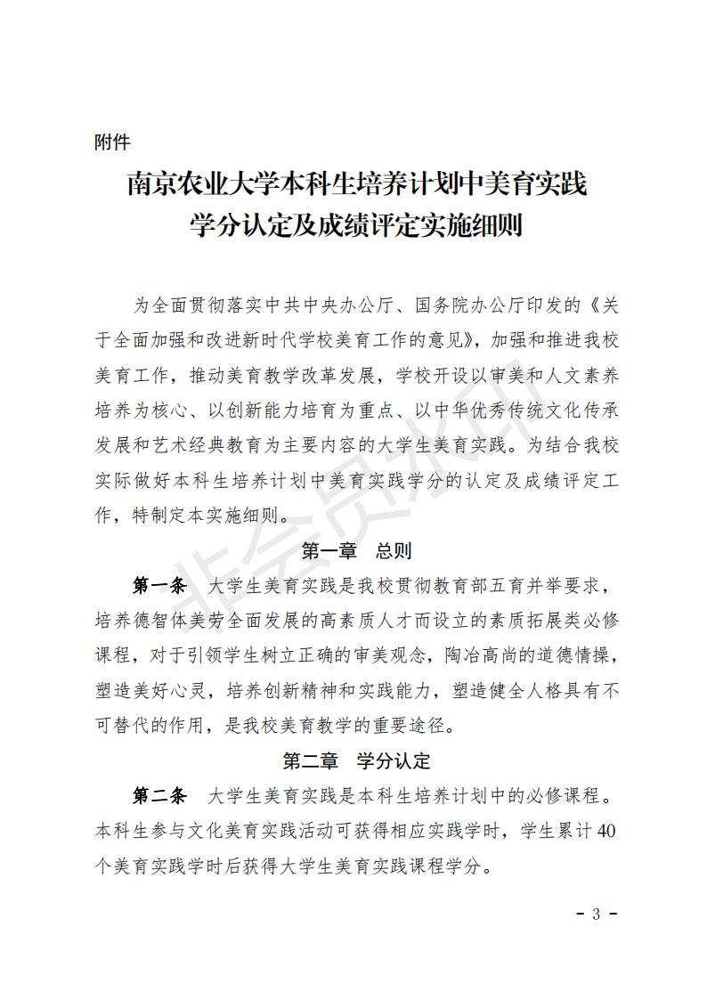 附件
南京农业大学本科生培养计划中美育实践
学分认定及成绩评定实施细则
为全面贯彻落实中共中央办公厅、国务院办公厅印发的《关
于全面加强和改进新时代学校美育工作的意见》，加强和推进我校
美育工作，推动美育教学改革发展，学校开设以审美和人文素养
培养为核心、以创新能力培育为重点、以中华优秀传统文化传承
发展和艺术经典教育为主要内容的大学生美育实践。为结合我校
实际做好本科生培养计划中美育实践学分的认定及成绩评定工
作，特制定本实施细则。
第一章　总则
第一条　大学生美育实践是我校贯彻教育部五育并举要求，
培养德智体美劳全面发展的高素质人才而设立的素质拓展类必修
课程，对于引领学生树立正确的审美观念，陶冶高尚的道德情操，
塑造美好心灵，培养创新精神和实践能力，塑造健全人格具有不
可替代的作用，是我校美育教学的重要途径。
第二章　学分认定
第二条　大学生美育实践是本科生培养计划中的必修课程。
本科生参与文化美育实践活动可获得相应实践学时，学生累计 40
个美育实践学时后获得大学生美育实践课程学分。
- 3 -
非会员水印